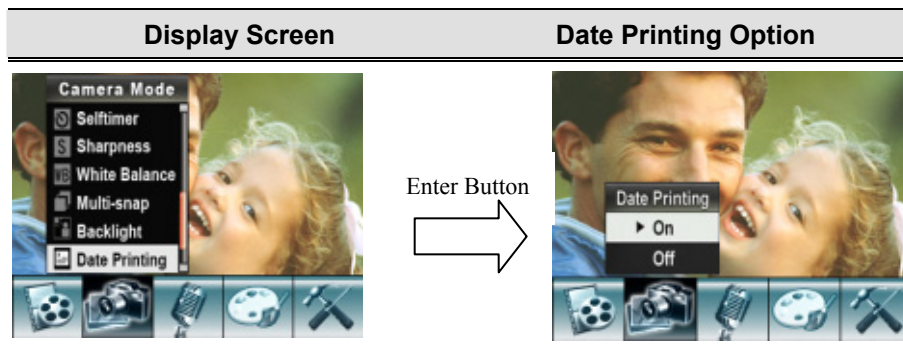 Display Screen
Date Printing Option
Camera Mode
Selftimer
S Sharpness
WB White Balance
Multi-snap
Backlight
Date Printing
Enter Button
Date Printing
On
Off